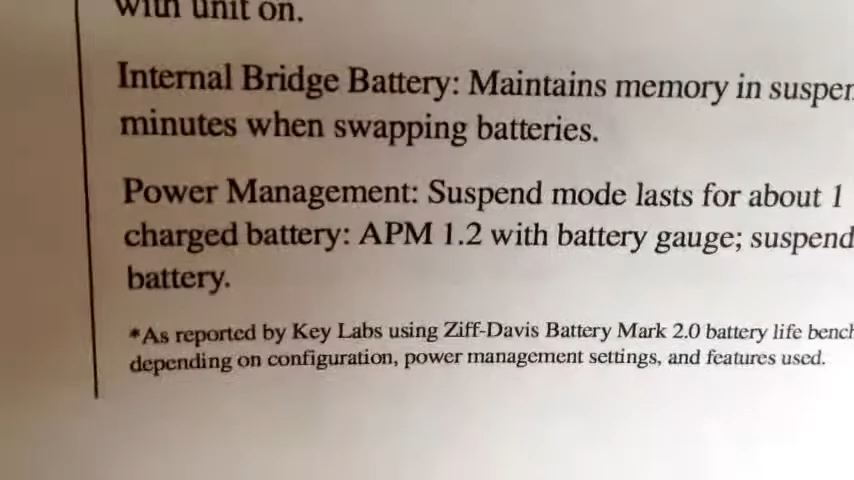 with unit on.
Internal Bridge Battery: Maintains memory in suspen
minutes when swapping batteries.
Power Management: Suspend mode lasts for about 1
charged battery: APM 1.2 with battery gauge; suspend
battery.
*As reported by Key Labs using Ziff-Davis Battery Mark 2.0 battery life bench
depending on configuration, power management settings, and features used.